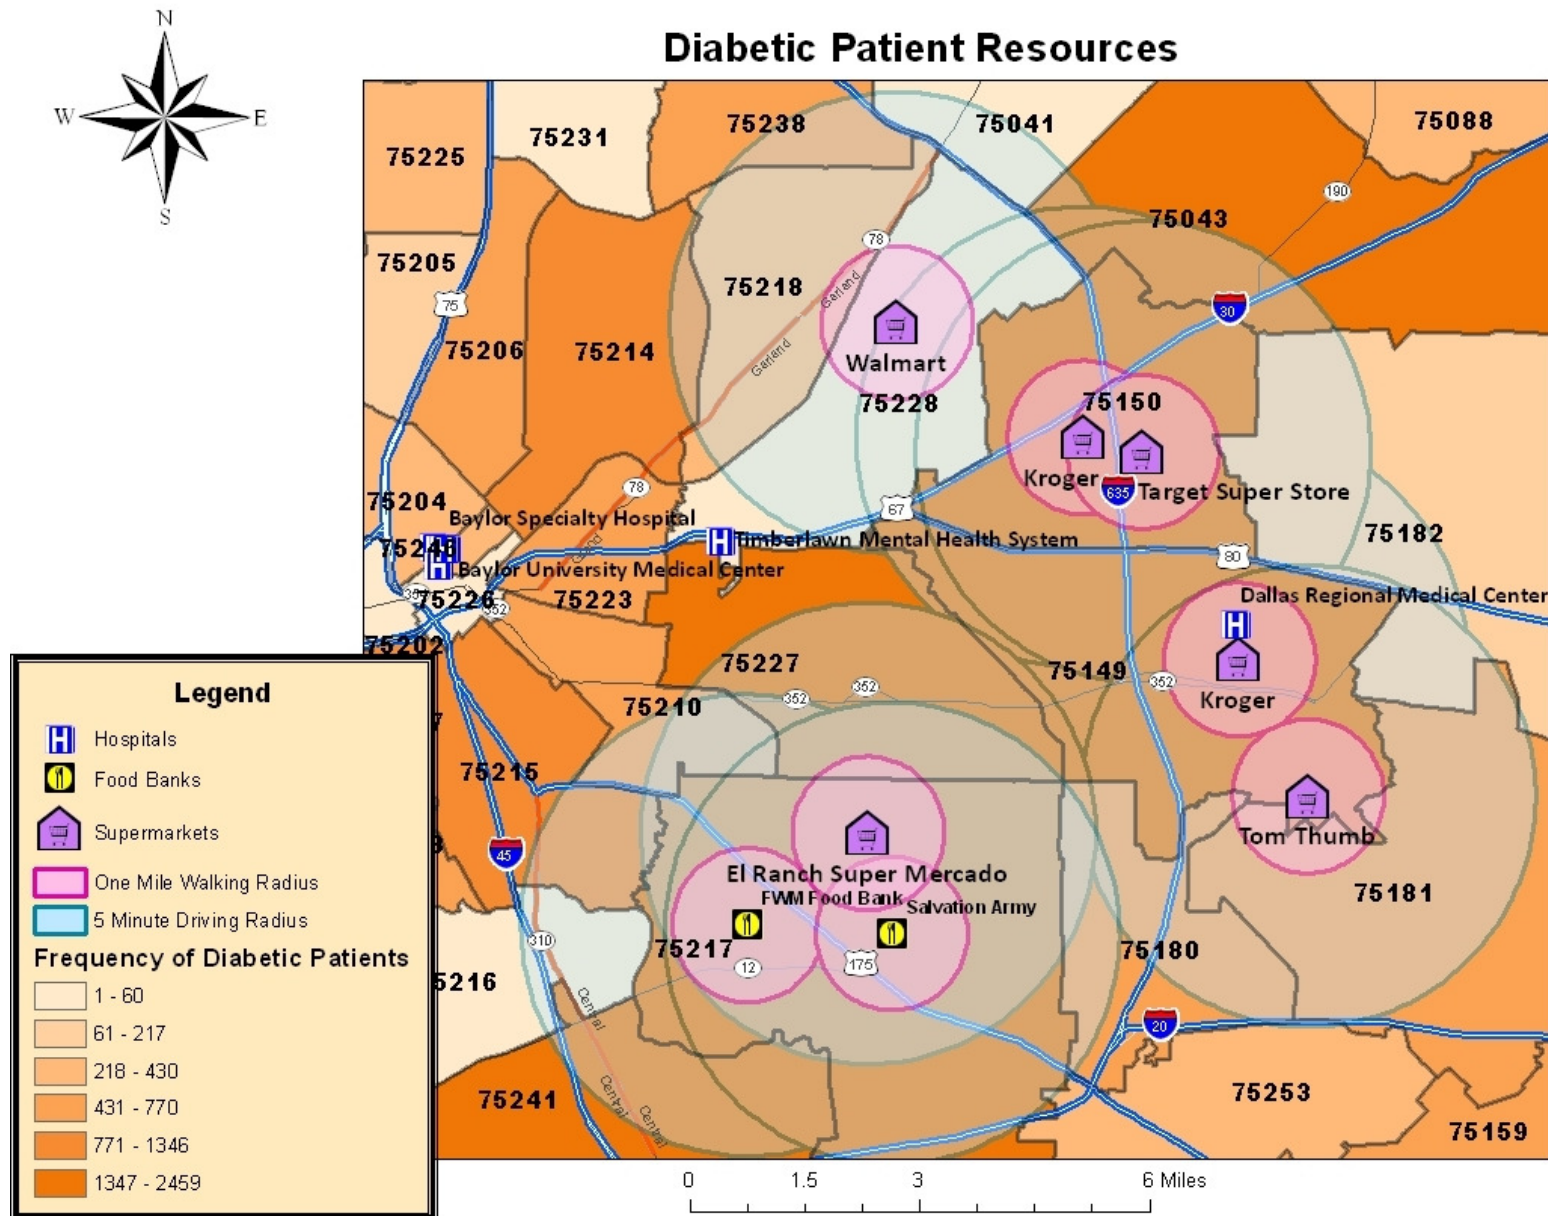 N
W
E
S
Diabetic Patient Resources
75231
75238
75041
75088
75225
190
75043
75205
78
Garland
75218
75
30
75206
75214
Garland
Walmart
75228
75150
Kroger
635
Target Super Store
78
75204
67
Baylor Specialty Hospital
75182
Timberlawn Mental Health System
80
Baylor University Medical Center
Grand
75226
352
75223
H
Dallas Regional Medical Center
75202
75227
75149
352
352
352
Kroger
75210
75215
Tom Thumb
45
El Ranch Super Mercado
FWM Food Bank
Salvation Army
75181
310
75217
75180
12
175
5216
Central
20
75241
Central
Central
75253
75159
Legend
H Hospitals
Food Banks
Supermarkets
One Mile Walking Radius
5 Minute Driving Radius
Frequency of Diabetic Patients
1 - 60
61 - 217
218 - 430
431 - 770
771 - 1346
1347 - 2459
0 1.5 3 6 Miles